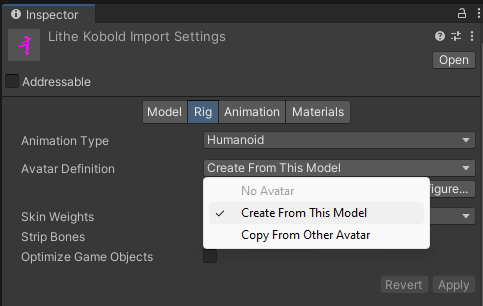 Inspector
Lithe Kobold Import Settings
Open
Addressable
Model Rig Animation Materials
Animation Type Humanoid
Avatar Definition Create From This Model
No Avatar
figure...
Create From This Model
Skin Weights
Copy From Other Avatar
Strip Bones
Optimize Game Objects
Revert Apply